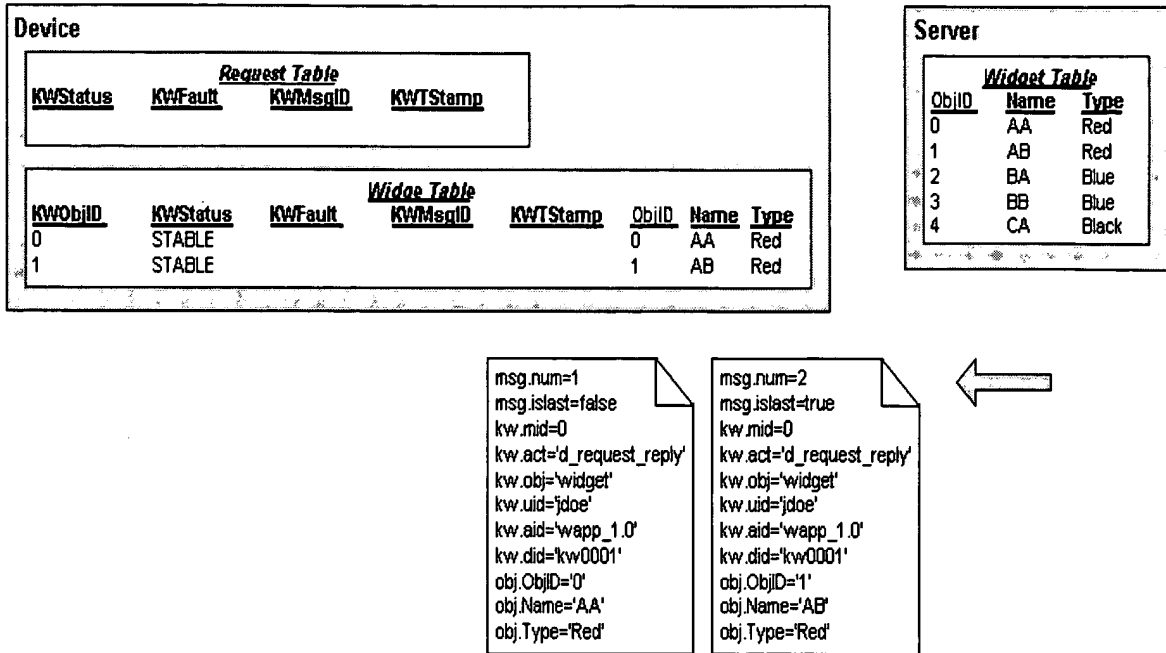 Device
Request Table
KWStatus KWFault KWMsgID KWTStamp
Widge Table
KWObjID KWStatus KWFault KWMsgID KWTStamp ObjID Name Type
0 STABLE 0 AA Red
1 STABLE 1 AB Red
Server
Widget Table
ObjID Name Type
0 AA Red
1 AB Red
2 BA Blue
3 BB Blue
4 CA Black
msg.num=1
msg.islast=false
kw.mid=0
kw.act='d_request_reply'
kw.obj='widget'
kw.uid='jdoe'
kw.aid='wapp_1.0'
kw.did='kw0001'
obj.ObjID='0'
obj.Name='AA'
obj.Type='Red'
msg.num=2
msg.islast=true
kw.mid=0
kw.act='d_request_reply'
kw.obj='widget'
kw.uid='jdoe'
kw.aid='wapp_1.0'
kw.did='kw0001'
obj.ObjID='1'
obj.Name='AB'
obj.Type='Red'